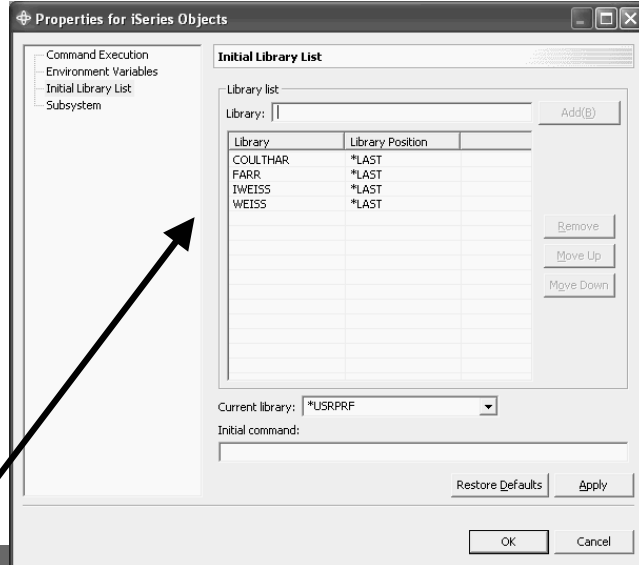 Properties for iSeries Objects
Command Execution
Environment Variables
Initial Library List
Subsystem
Initial Library List
Library list
Library:
Add(B)
Library Library Position
COULTHAR *LAST
FARR *LAST
IWEISS *LAST
WEISS *LAST
Remove
Move Up
Move Down
Current library: *USRPRF
Initial command:
Restore Defaults Apply
OK Cancel